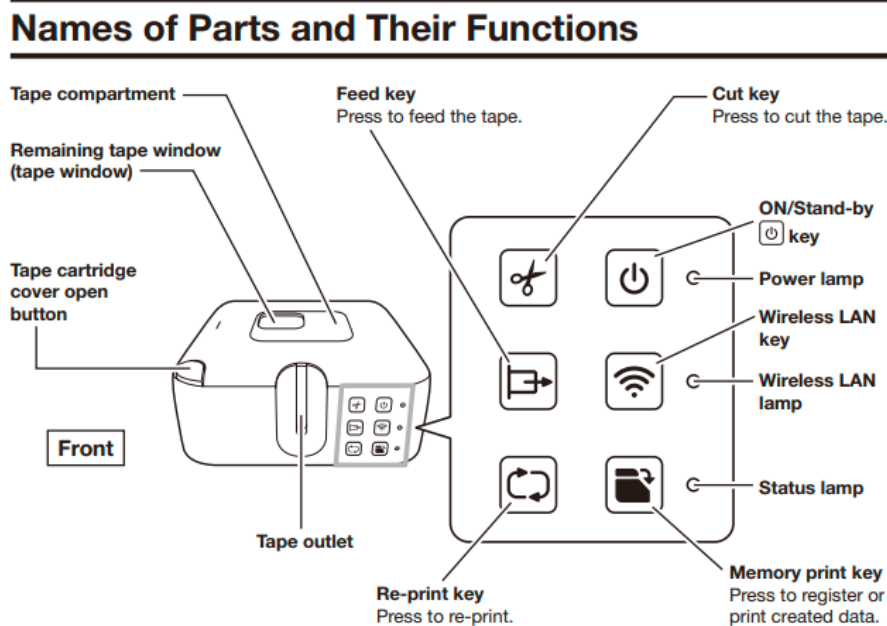 Names of Parts and Their Functions
Tape compartment
Feed key
Press to feed the tape.
Cut key
Press to cut the tape.
Remaining tape window
(tape window)
ON/Stand-by
key
Tape cartridge
cover open
button
Power lamp
Wireless LAN
key
Wireless LAN
lamp
Front
Status lamp
Tape outlet
Re-print key
Press to re-print.
Memory print key
Press to register or
print created data.